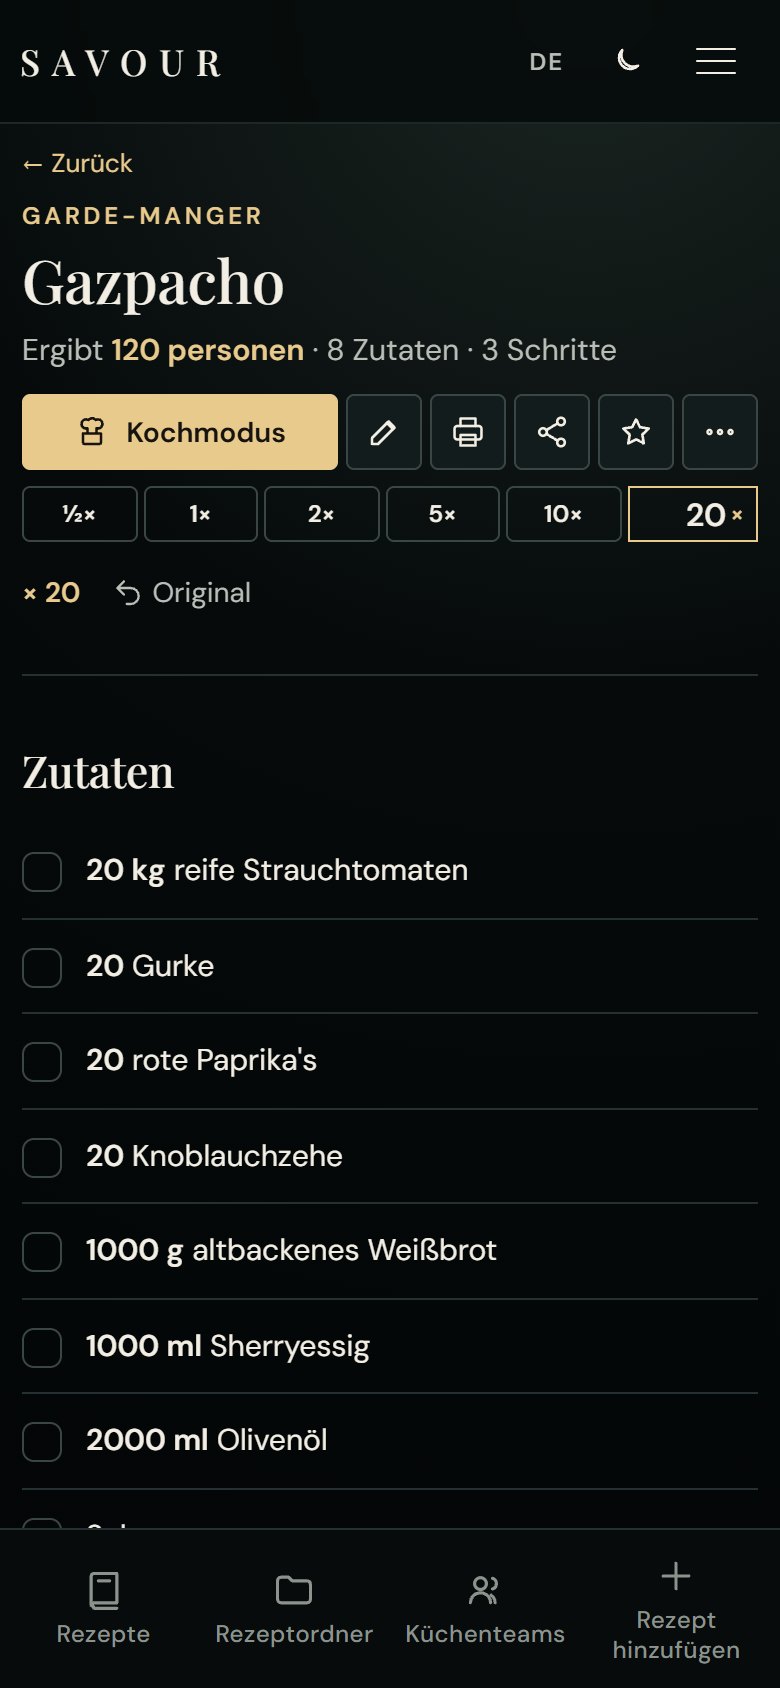 SAVOUR
DE
← Zurück
GARDE-MANGER
Gazpacho
Ergibt 120 personen · 8 Zutaten · 3 Schritte
Kochmodus
½× 1× 2× 5× 10× 20 ×
× 20 Original
Zutaten
20 kg reife Strauchtomaten
20 Gurke
20 rote Paprika's
20 Knoblauchzehe
1000 g altbackenes Weißbrot
1000 ml Sherryessig
2000 ml Olivenöl
Rezepte
Rezeptordner
Küchenteams
Rezept
hinzufügen